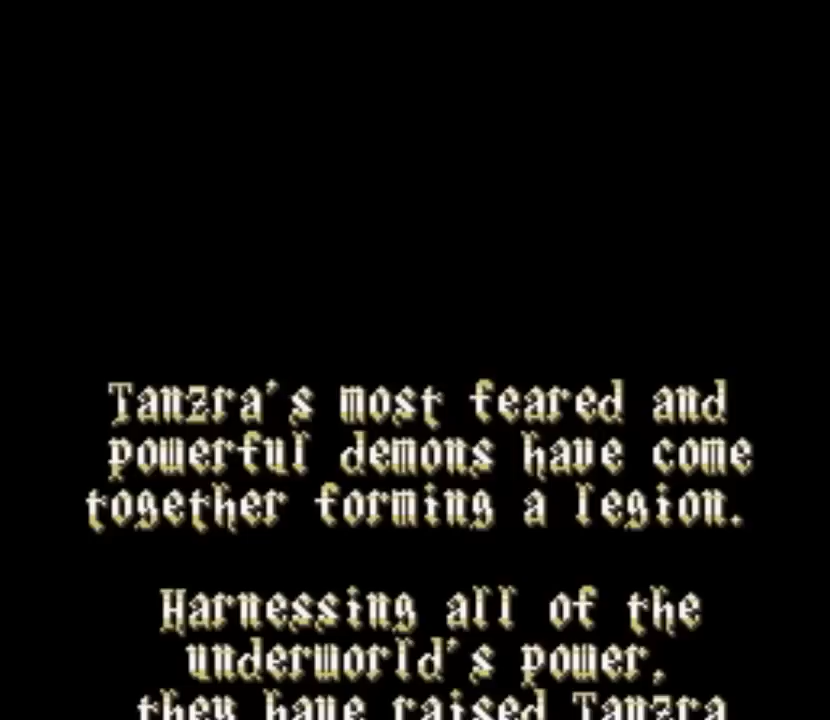 Tanzra's most feared and
powerful demons have come
together forming a legion.
Harnessing all of the
underworld's power,
they have raised Tanzra